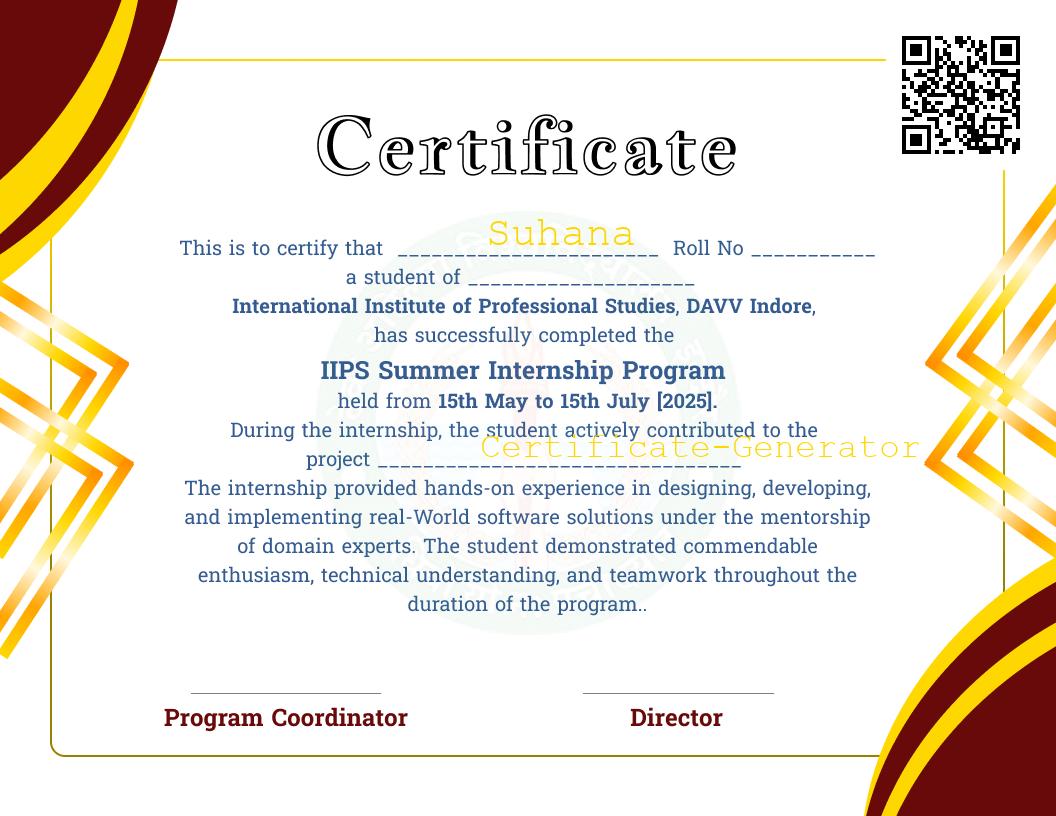 Certificate
This is to certify that Suhana Roll No ___________
a student of ____________________
International Institute of Professional Studies, DAVV Indore,
has successfully completed the
IIPS Summer Internship Program
held from 15th May to 15th July [2025].
During the internship, the student actively contributed to the
project Certificate-Generator
The internship provided hands-on experience in designing, developing,
and implementing real-World software solutions under the mentorship
of domain experts. The student demonstrated commendable
enthusiasm, technical understanding, and teamwork throughout the
duration of the program..
Program Coordinator
Director